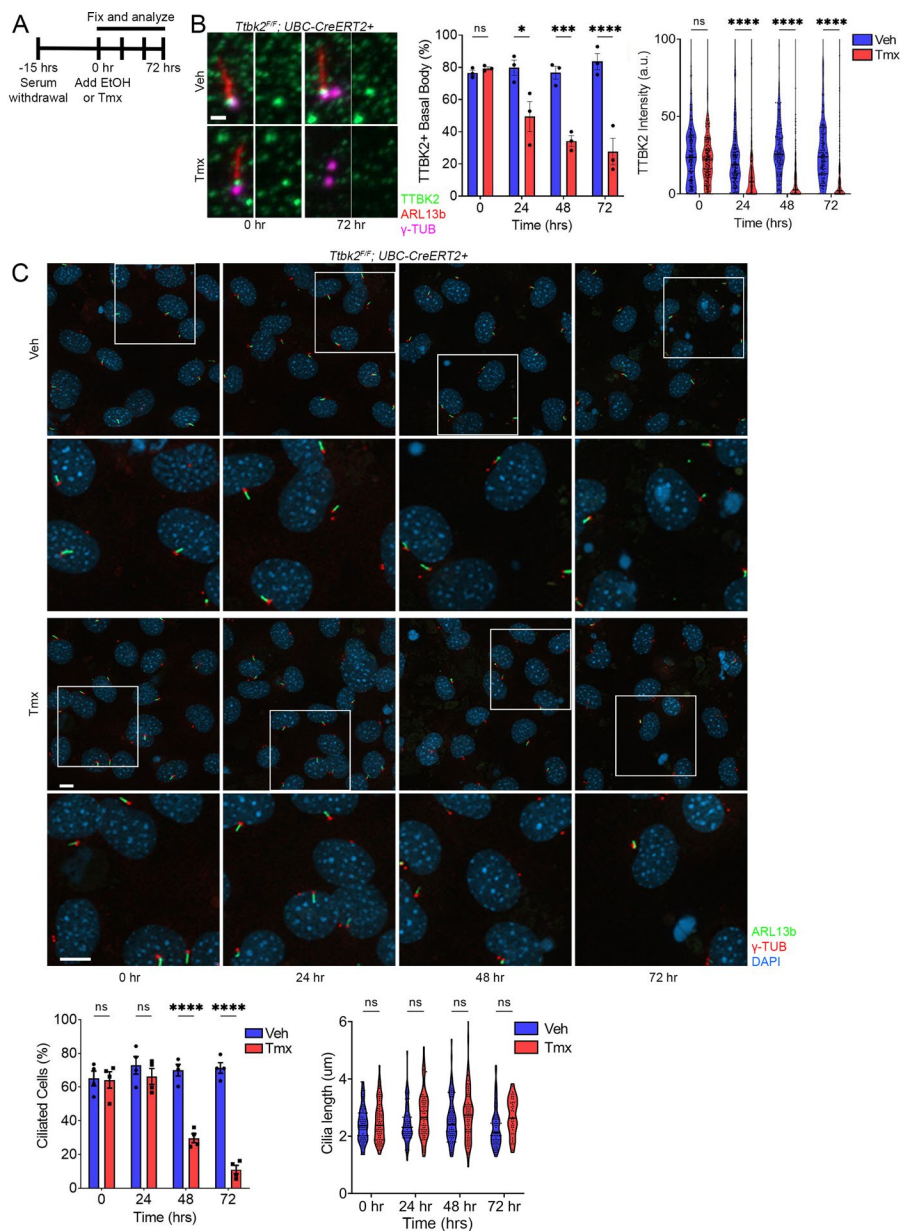 A
Fix and analyze
-15 hrs
0 hr
72 hrs
Serum
withdrawal
Add EtOH
or Tmx
B
Ttbk2F/F; UBC-CreERT2+
Veh
Tmx
0 hr
72 hr
TTBK2
ARL13b
γ-TUB
TTBK2+ Basal Body (%)
100
80
60
40
20
0
ns
*
***
****
0
24
48
72
Time (hrs)
TTBK2 Intensity (a.u.)
100
50
0
ns
****
****
****
Veh
Tmx
0
24
48
72
Time (hrs)
C
Ttbk2F/F; UBC-CreERT2+
Veh
Tmx
0 hr
24 hr
48 hr
72 hr
ARL13b
γ-TUB
DAPI
Ciliated Cells (%)
100
80
60
40
20
0
ns
ns
****
****
Veh
Tmx
0
24
48
72
Time (hrs)
Cilia length (um)
6
4
2
0
ns
ns
ns
ns
Veh
Tmx
0 hr
24 hr
48 hr
72 hr
Time (hrs)